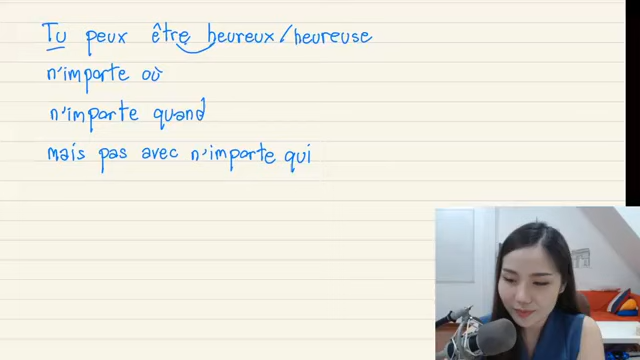 Tu peux être heureux/heureuse
n'importe où
n'importe quand
mais pas avec n'importe qui